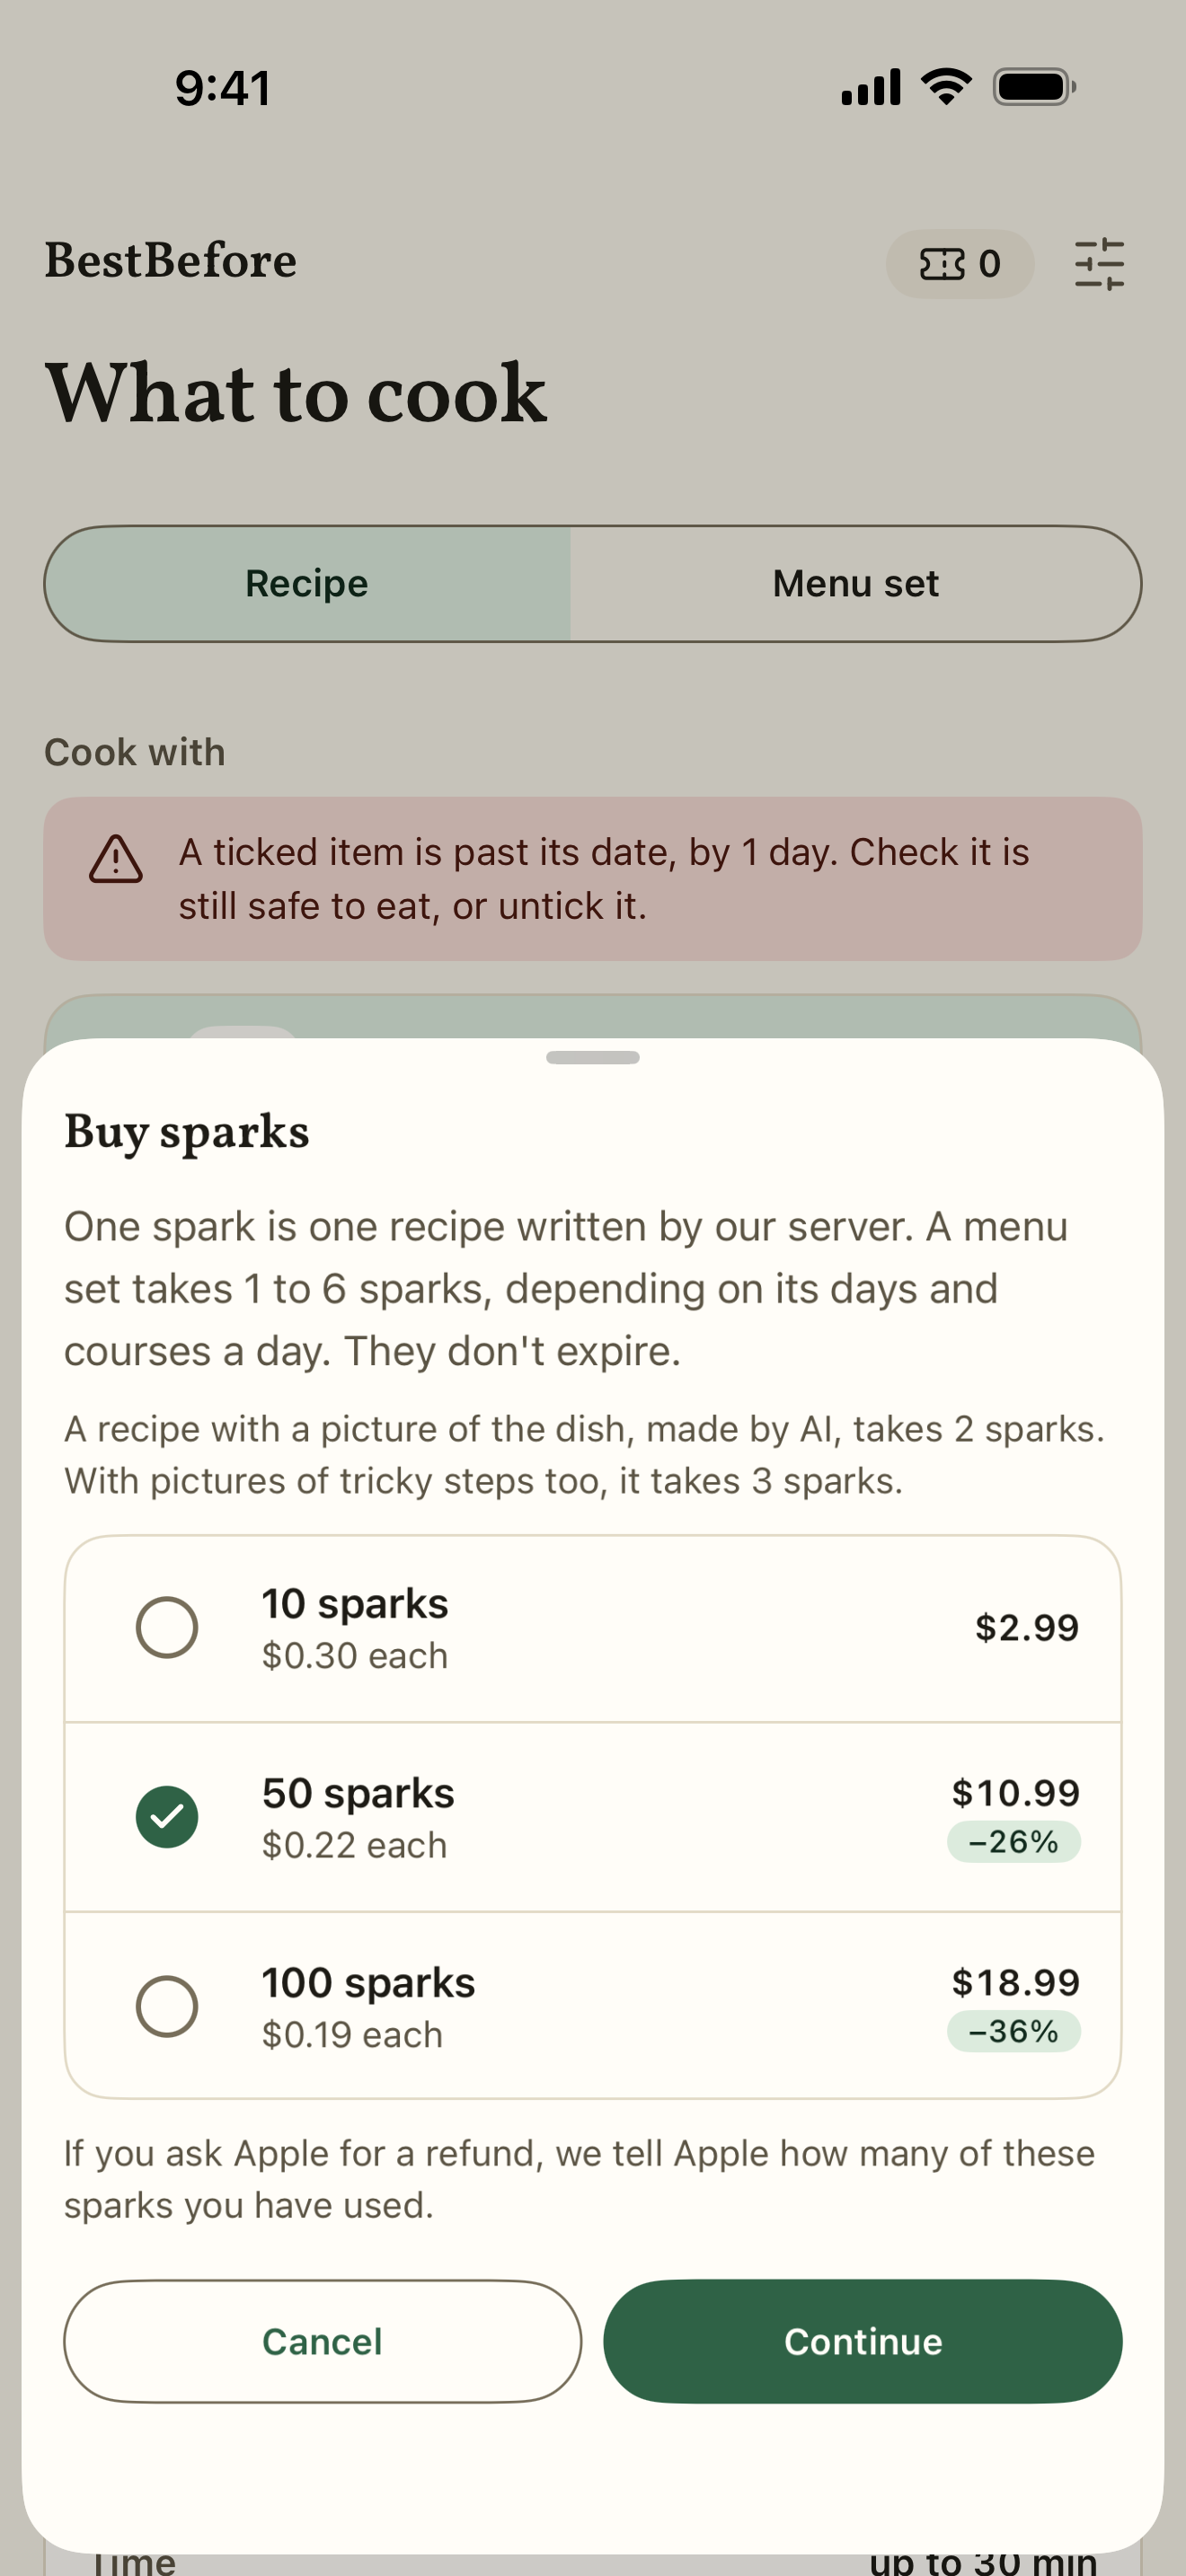 9:41
BestBefore
0
What to cook
Recipe
Menu set
Cook with
A ticked item is past its date, by 1 day. Check it is
still safe to eat, or untick it.
Buy sparks
One spark is one recipe written by our server. A menu
set takes 1 to 6 sparks, depending on its days and
courses a day. They don't expire.
A recipe with a picture of the dish, made by AI, takes 2 sparks.
With pictures of tricky steps too, it takes 3 sparks.
10 sparks
$0.30 each
$2.99
50 sparks
$0.22 each
$10.99
–26%
100 sparks
$0.19 each
$18.99
–36%
If you ask Apple for a refund, we tell Apple how many of these
sparks you have used.
Cancel
Continue
Time
up to 30 min